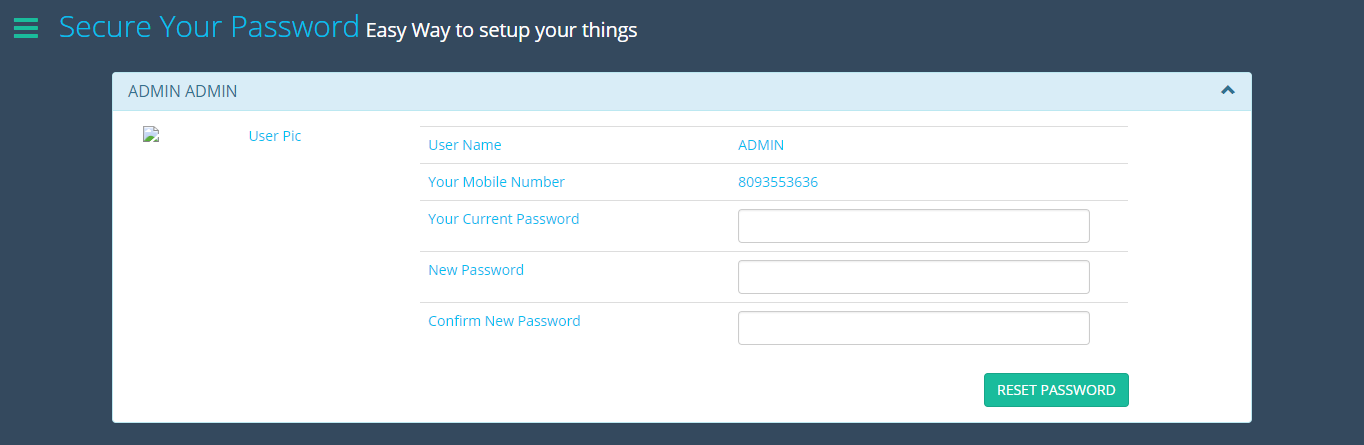 Secure Your Password Easy Way to setup your things
ADMIN ADMIN
User Pic
User Name ADMIN
Your Mobile Number 8093553636
Your Current Password
New Password
Confirm New Password
RESET PASSWORD